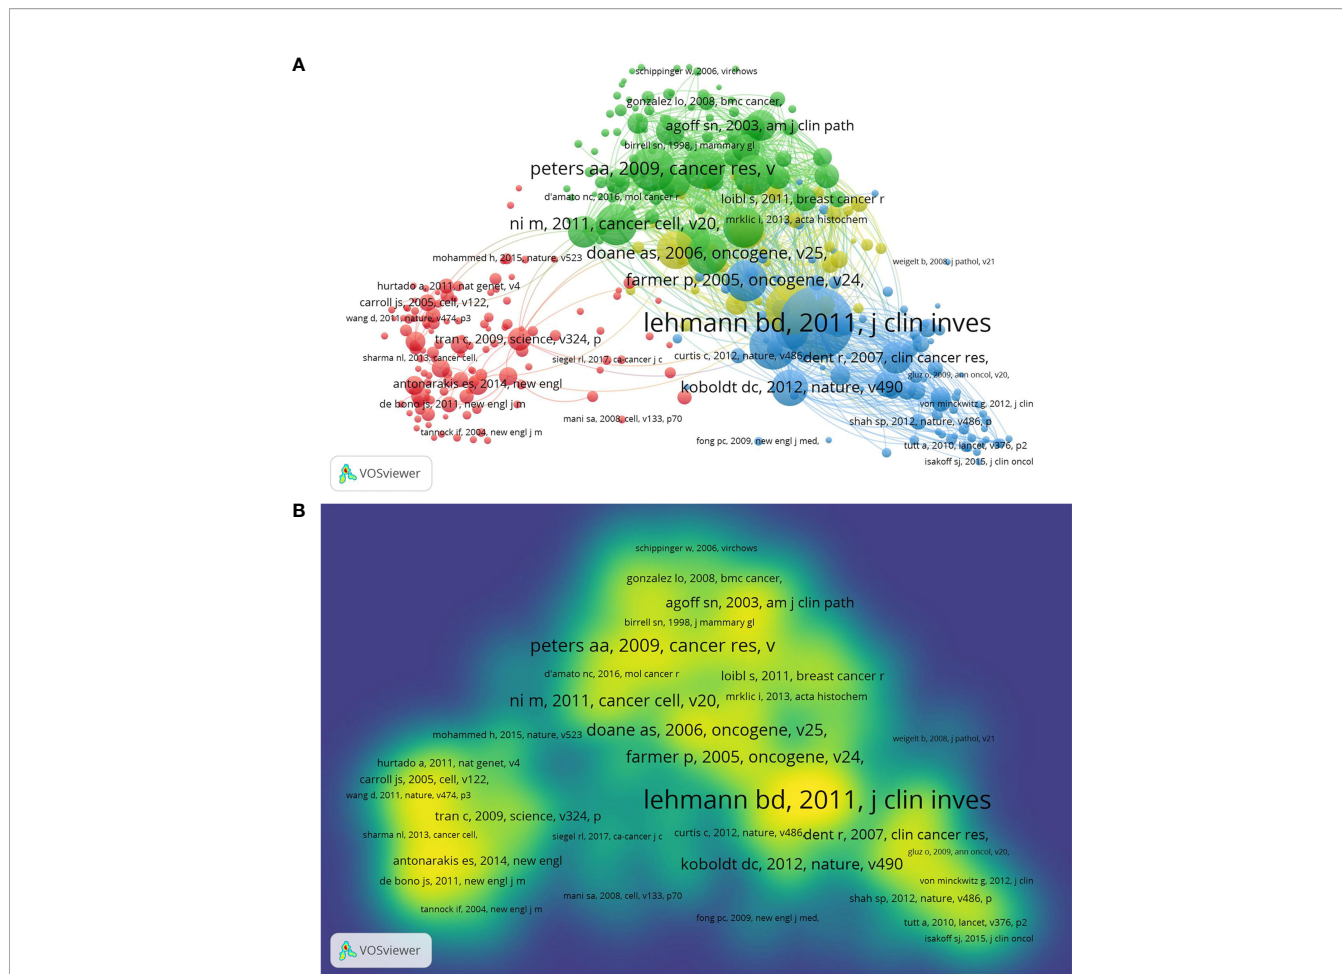 A
schippinger w, 2006, virchows
gonzalez lo, 2008, bmc cancer,
agoff sn, 2003, am j clin path
birrell sn, 1998, j mammary gl
peters aa, 2009, cancer res, v
d'amato nc, 2016, mol cancer r
loibl s, 2011, breast cancer r
ni m, 2011, cancer cell, v20,
mrklic i, 2013, acta histochem
mohammed h, 2015, nature, v523
doane as, 2006, oncogene, v25,
weigelt b, 2008, j pathol, v21
farmer p, 2005, oncogene, v24,
hurtado a, 2011, nat genet, v4
carroll js, 2005, cell, v122,
wang d, 2011, nature, v474, p3
lehmann bd, 2011, j clin inves
tran c, 2009, science, v324, p
sharma nl, 2013, cancer cell,
siegel rl, 2017, ca-cancer j c
curtis c, 2012, nature, v486,
dent r, 2007, clin cancer res,
gluz o, 2009, ann oncol, v20,
antonarakis es, 2014, new engl
koboldt dc, 2012, nature, v490
de bono js, 2011, new engl j m
von minckwitz g, 2012, j clin
mani sa, 2008, cell, v133, p70
shah sp, 2012, nature, v486, p
tannock if, 2004, new engl j m
fong pc, 2009, new engl j med,
tutt a, 2010, lancet, v376, p2
isakoff sj, 2015, j clin oncol
VOSviewer
B
schippinger w, 2006, virchows
gonzalez lo, 2008, bmc cancer,
agoff sn, 2003, am j clin path
birrell sn, 1998, j mammary gl
peters aa, 2009, cancer res, v
d'amato nc, 2016, mol cancer r
loibl s, 2011, breast cancer r
ni m, 2011, cancer cell, v20,
mrklic i, 2013, acta histochem
mohammed h, 2015, nature, v523
doane as, 2006, oncogene, v25,
weigelt b, 2008, j pathol, v21
farmer p, 2005, oncogene, v24,
hurtado a, 2011, nat genet, v4
carroll js, 2005, cell, v122,
wang d, 2011, nature, v474, p3
lehmann bd, 2011, j clin inves
tran c, 2009, science, v324, p
sharma nl, 2013, cancer cell,
siegel rl, 2017, ca-cancer j c
curtis c, 2012, nature, v486,
dent r, 2007, clin cancer res,
gluz o, 2009, ann oncol, v20,
antonarakis es, 2014, new engl
koboldt dc, 2012, nature, v490
de bono js, 2011, new engl j m
von minckwitz g, 2012, j clin
mani sa, 2008, cell, v133, p70
shah sp, 2012, nature, v486, p
tannock if, 2004, new engl j m
fong pc, 2009, new engl j med,
tutt a, 2010, lancet, v376, p2
isakoff sj, 2015, j clin oncol
VOSviewer